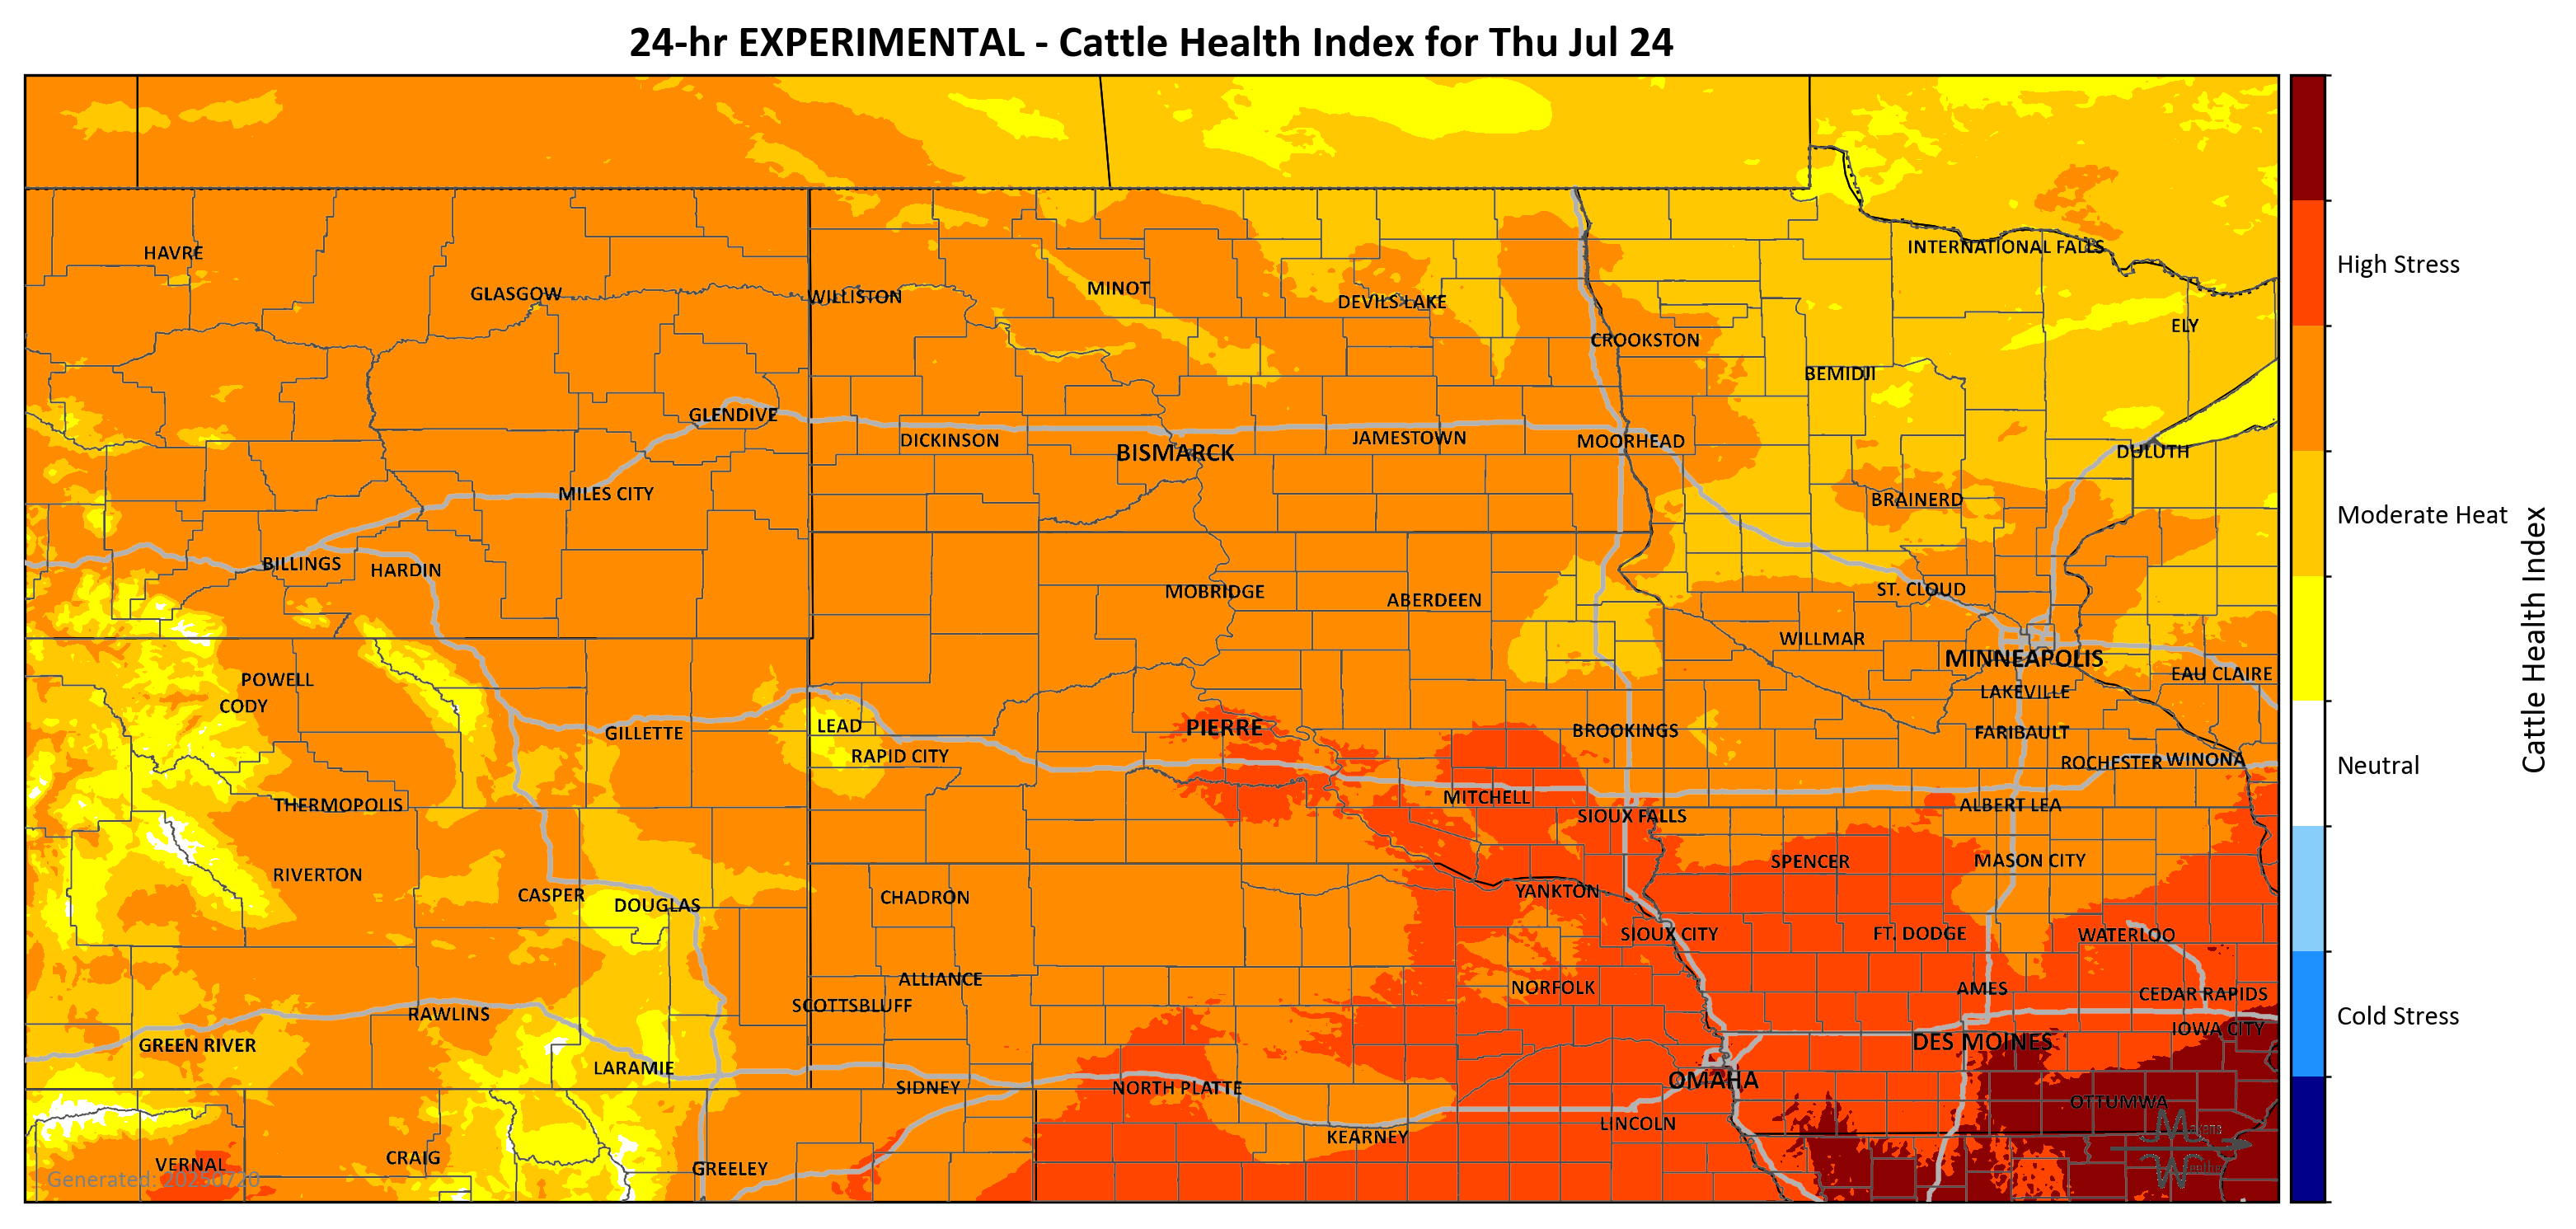 24-hr EXPERIMENTAL - Cattle Health Index for Thu Jul 24
HAVRE
INTERNATIONAL FALLS
High Stress
GLASGOW
WILLISTON
MINOT
DEVILS LAKE
ELY
CROOKSTON
BEMIDJI
GLENDIVE
DICKINSON
BISMARCK
JAMESTOWN
MOORHEAD
DULUTH
MILES CITY
BRAINERD
Moderate Heat
BILLINGS
HARDIN
MOBRIDGE
ABERDEEN
ST. CLOUD
WILLMAR
MINNEAPOLIS
Cattle Health Index
POWELL
CODY
EAU CLAIRE
LAKEVILLE
GILLETTE
LEAD
PIERRE
BROOKINGS
FARIBAULT
RAPID CITY
ROCHESTER
WINONA
Neutral
THERMOPOLIS
MITCHELL
SIOUX FALLS
ALBERT LEA
RIVERTON
SPENCER
MASON CITY
CASPER
DOUGLAS
CHADRON
YANKTON
SIOUX CITY
FT. DODGE
WATERLOO
ALLIANCE
NORFOLK
AMES
CEDAR RAPIDS
SCOTTSBLUFF
RAWLINS
Cold Stress
GREEN RIVER
IOWA CITY
DES MOINES
LARAMIE
SIDNEY
NORTH PLATTE
OMAHA
OTTUMWA
LINCOLN
KEARNEY
VERNAL
CRAIG
GREELEY
Generated: 20250720